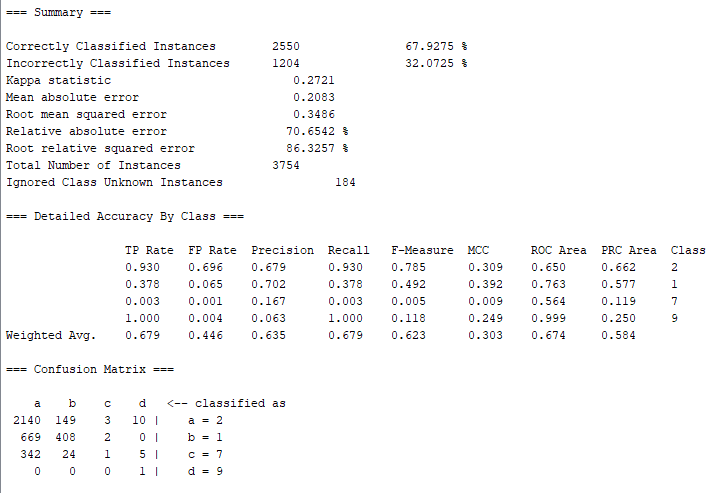 === Summary ===
Correctly Classified Instances 2550 67.9275 %
Incorrectly Classified Instances 1204 32.0725 %
Kappa statistic 0.2721
Mean absolute error 0.2083
Root mean squared error 0.3486
Relative absolute error 70.6542 %
Root relative squared error 86.3257 %
Total Number of Instances 3754
Ignored Class Unknown Instances 184
=== Detailed Accuracy By Class ===
TP Rate FP Rate Precision Recall F-Measure MCC ROC Area PRC Area Class
0.930 0.696 0.679 0.930 0.785 0.309 0.650 0.662 2
0.378 0.065 0.702 0.378 0.492 0.392 0.763 0.577 1
0.003 0.001 0.167 0.003 0.005 0.009 0.564 0.119 7
1.000 0.004 0.063 1.000 0.118 0.249 0.999 0.250 9
Weighted Avg. 0.679 0.446 0.635 0.679 0.623 0.303 0.674 0.584
=== Confusion Matrix ===
a b c d <-- classified as
2140 149 3 10 | a = 2
669 408 2 0 | b = 1
342 24 1 5 | c = 7
0 0 0 1 | d = 9